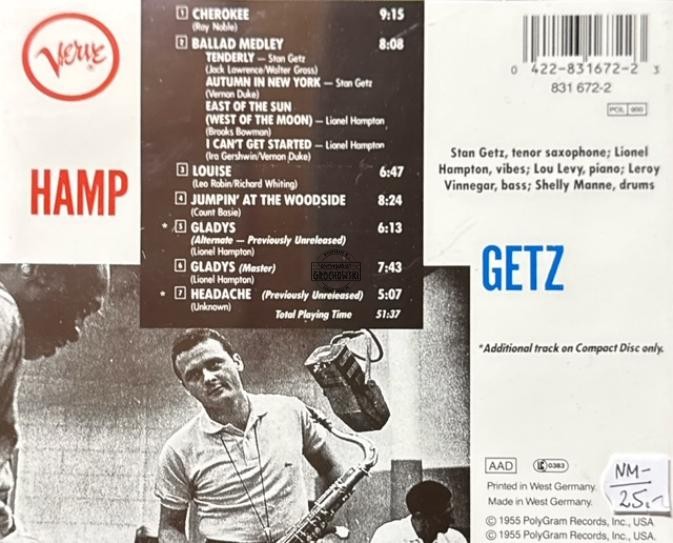 Verve
1 CHEROKEE 9:15
(Ray Noble)
2 BALLAD MEDLEY 8:08
TENDERLY — Stan Getz
(Jack Lawrence/Walter Gross)
AUTUMN IN NEW YORK — Stan Getz
(Vernon Duke)
EAST OF THE SUN
(WEST OF THE MOON) — Lionel Hampton
(Brooks Bowman)
I CAN'T GET STARTED — Lionel Hampton
(Ira Gershwin/Vernon Duke)
3 LOUISE 6:47
(Leo Robin/Richard Whiting)
4 JUMPIN' AT THE WOODSIDE 8:24
(Count Basie)
* 5 GLADYS 6:13
(Alternate — Previously Unreleased)
(Lionel Hampton)
6 GLADYS (Master) 7:43
(Lionel Hampton)
* 7 HEADACHE (Previously Unreleased) 5:07
(Unknown)
Total Playing Time 51:37
HAMP
GROCHOWSKI
0 422-831672-2 3
831 672-2
Stan Getz, tenor saxophone; Lionel
Hampton, vibes; Lou Levy, piano; Leroy
Vinnegar, bass; Shelly Manne, drums
GETZ
*Additional track on Compact Disc only.
AAD 0383
Printed in West Germany.
Made in West Germany.
© 1955 PolyGram Records, Inc., USA
℗ 1955 PolyGram Records, Inc., USA.
NM-
25,-